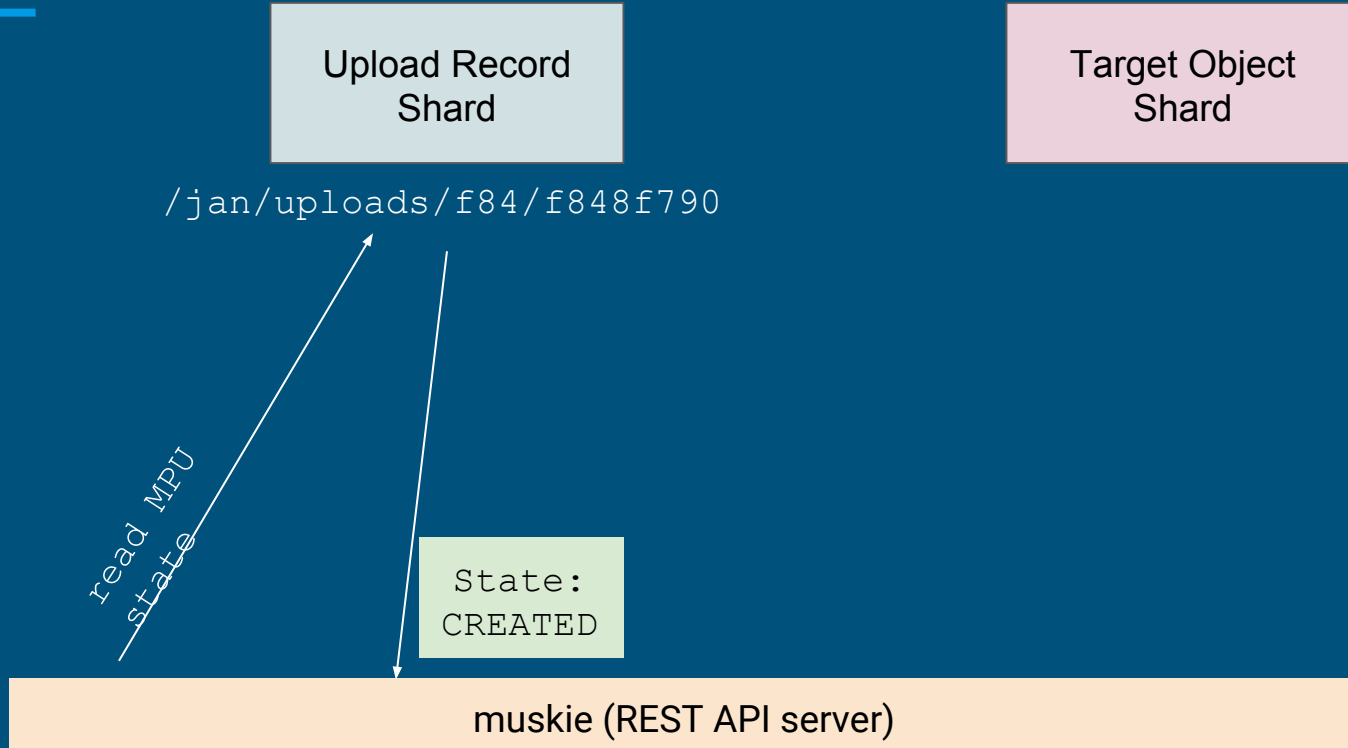 Upload Record
Shard
Target Object
Shard
/jan/uploads/f84/f848f790
read MPU
state
State:
CREATED
muskie (REST API server)